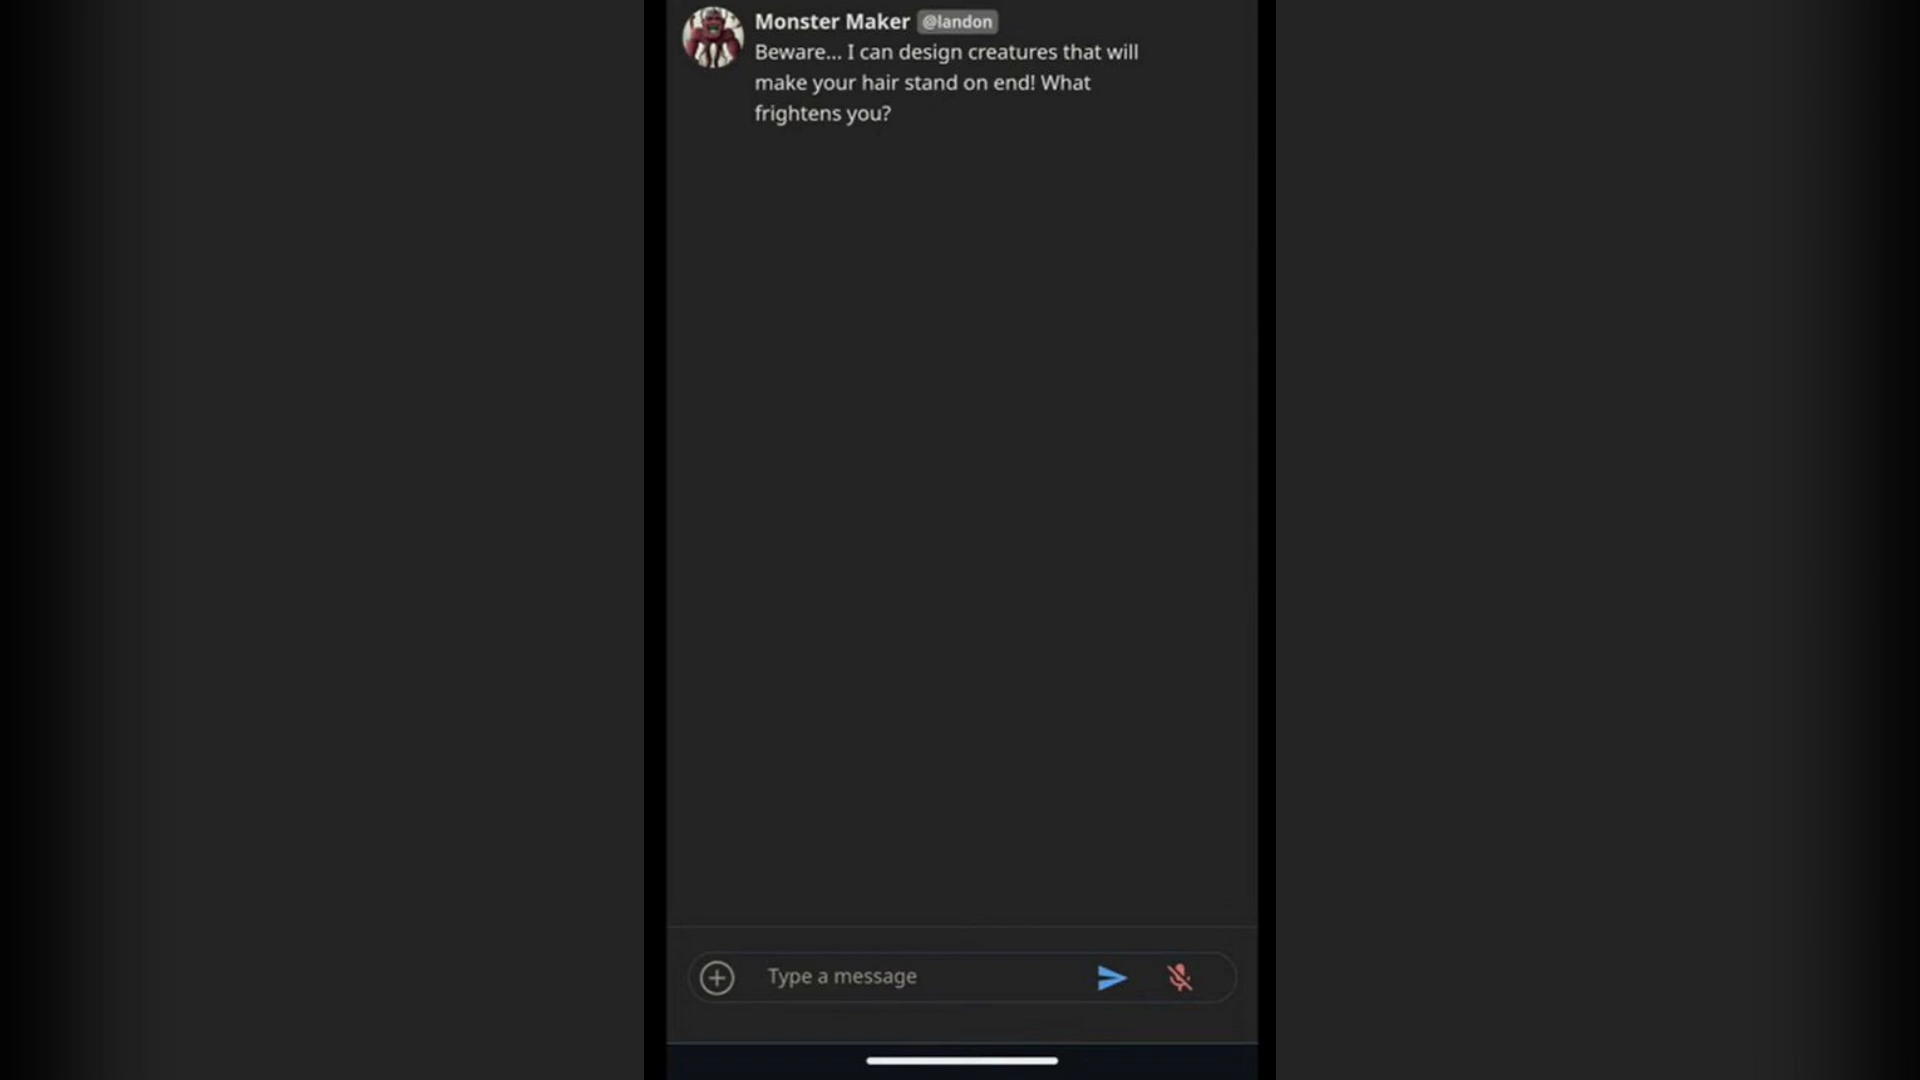 Monster Maker @landon
Beware... I can design creatures that will
make your hair stand on end! What
frightens you?
Type a message